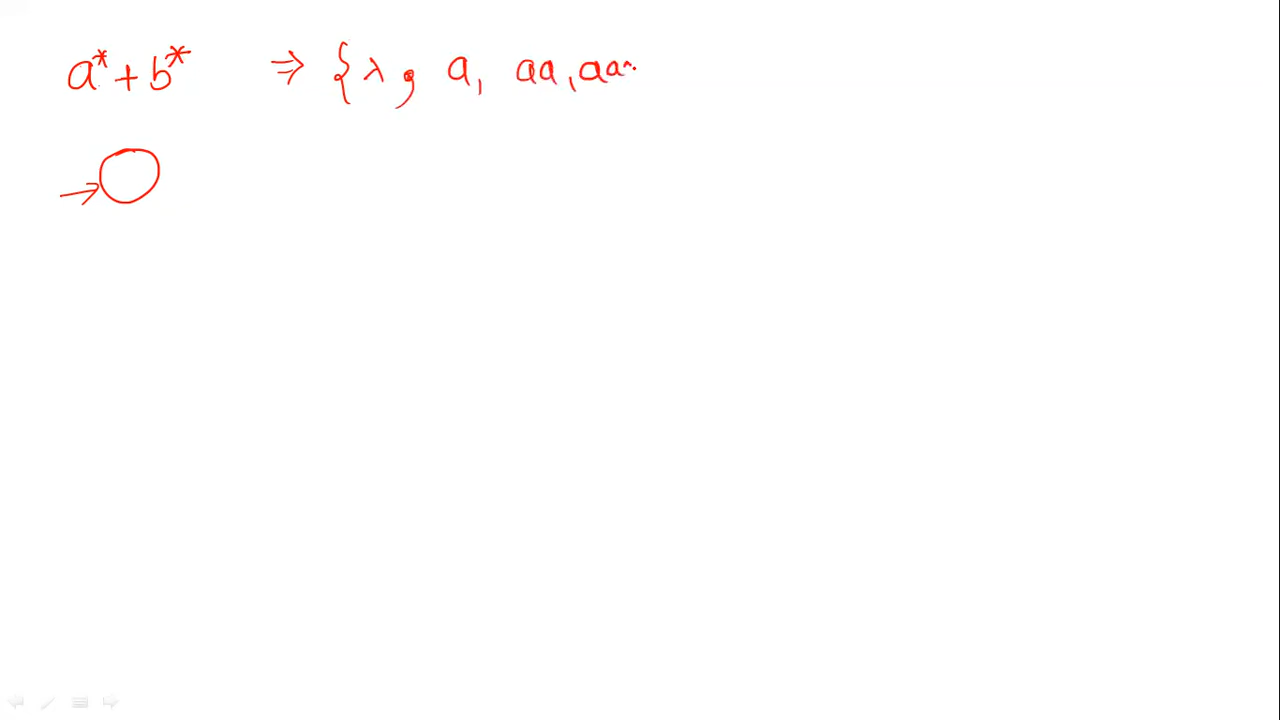 a* + b* ⇒ {λ, a, aa, aa